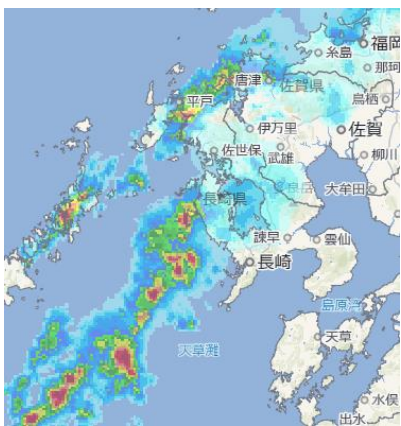 福岡
糸島
那珂
唐津
佐賀県
鳥栖
平戸
伊万里
佐賀
佐世保
武雄
柳川
大牟田
長崎県
諫早
雲仙
長崎
島原湾
天草灘
天草
水俣
出水